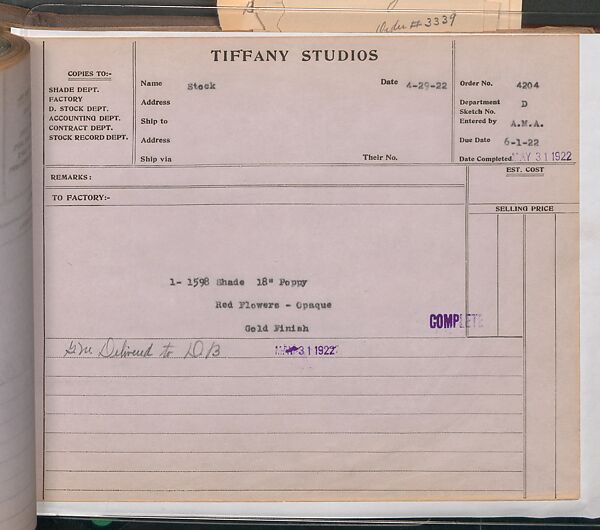 Order # 3339
TIFFANY STUDIOS
COPIES TO:-
SHADE DEPT.
FACTORY
D. STOCK DEPT.
ACCOUNTING DEPT.
CONTRACT DEPT.
STOCK RECORD DEPT.
Name Stock Date 4-29-22
Address
Ship to
Address
Ship via Their No.
Order No. 4204
Department D
Sketch No.
Entered by A.M.A.
Due Date 6-1-22
Date Completed MAY 31 1922
REMARKS:
EST. COST
TO FACTORY:-
SELLING PRICE
1- 1598 Shade 18" Poppy
Red Flowers - Opaque
Gold Finish
COMPLETE
Delivered to MAY 31 1922